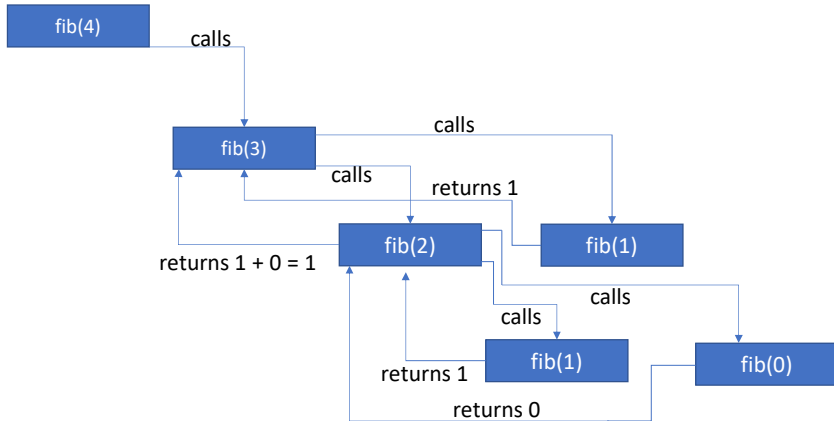 fib(4)
calls
calls
fib(3)
calls
returns 1
fib(2)
fib(1)
returns 1 + 0 = 1
calls
calls
fib(1)
fib(0)
returns 1
returns 0